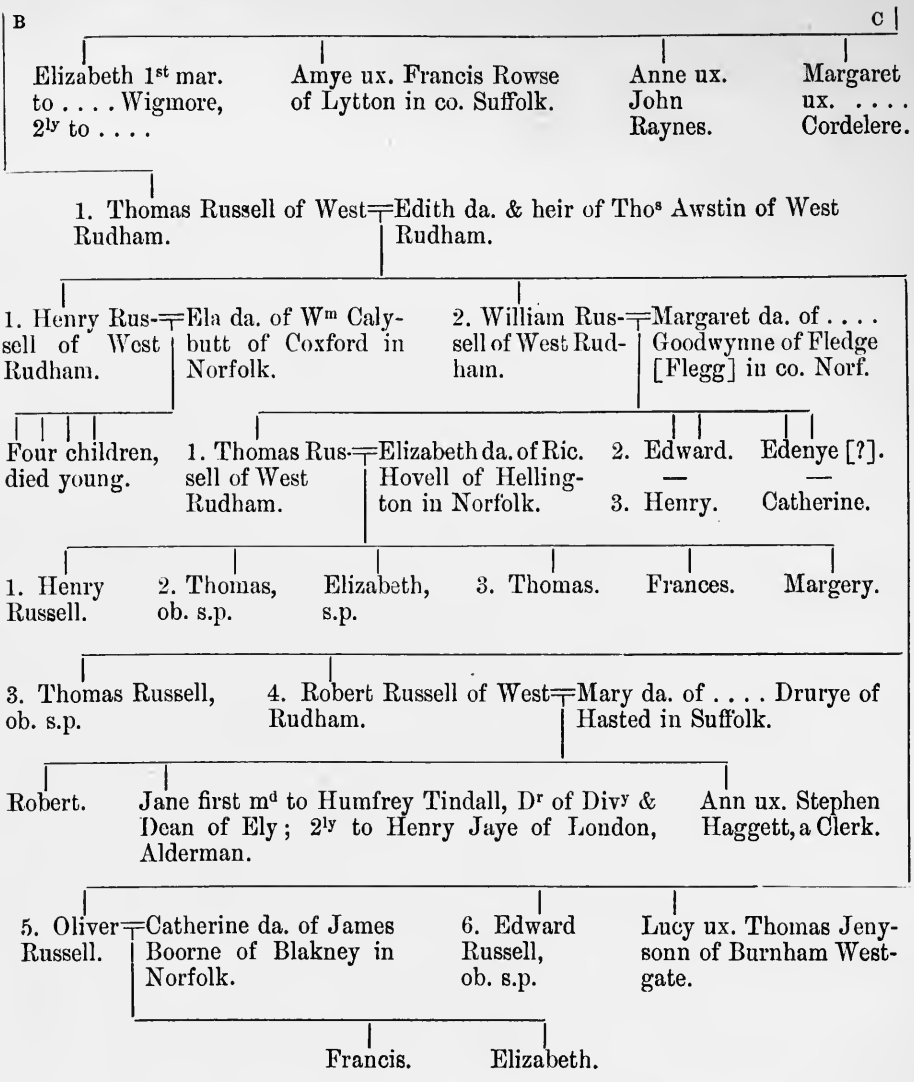 B
C
Elizabeth 1st mar.
to . . . . Wigmore,
2ly to . . . .
Amye ux. Francis Rowse
of Lytton in co. Suffolk.
Anne ux.
John
Raynes.
Margaret
ux. . . . .
Cordelere.
1. Thomas Russell of West
Rudham.
Edith da. & heir of Thos Awstin of West
Rudham.
1. Henry Rus-
sell of West
Rudham.
Ela da. of Wm Caly-
butt of Coxford in
Norfolk.
2. William Rus-
sell of West Rud-
ham.
Margaret da. of . . . .
Goodwynne of Fledge
[Flegg] in co. Norf.
Four children,
died young.
1. Thomas Rus-
sell of West
Rudham.
Elizabeth da. of Ric.
Hovell of Helling-
ton in Norfolk.
2. Edward.
—
3. Henry.
Edenye [?].
—
Catherine.
1. Henry
Russell.
2. Thomas,
ob. s.p.
Elizabeth,
s.p.
3. Thomas.
Frances.
Margery.
3. Thomas Russell,
ob. s.p.
4. Robert Russell of West
Rudham.
Mary da. of . . . . Drurye of
Hasted in Suffolk.
Robert.
Jane first md to Humfrey Tindall, Dr of Divy &
Dean of Ely; 2ly to Henry Jaye of London,
Alderman.
Ann ux. Stephen
Haggett, a Clerk.
5. Oliver
Russell.
Catherine da. of James
Boorne of Blakney in
Norfolk.
6. Edward
Russell,
ob. s.p.
Lucy ux. Thomas Jeny-
sonn of Burnham West-
gate.
Francis.
Elizabeth.